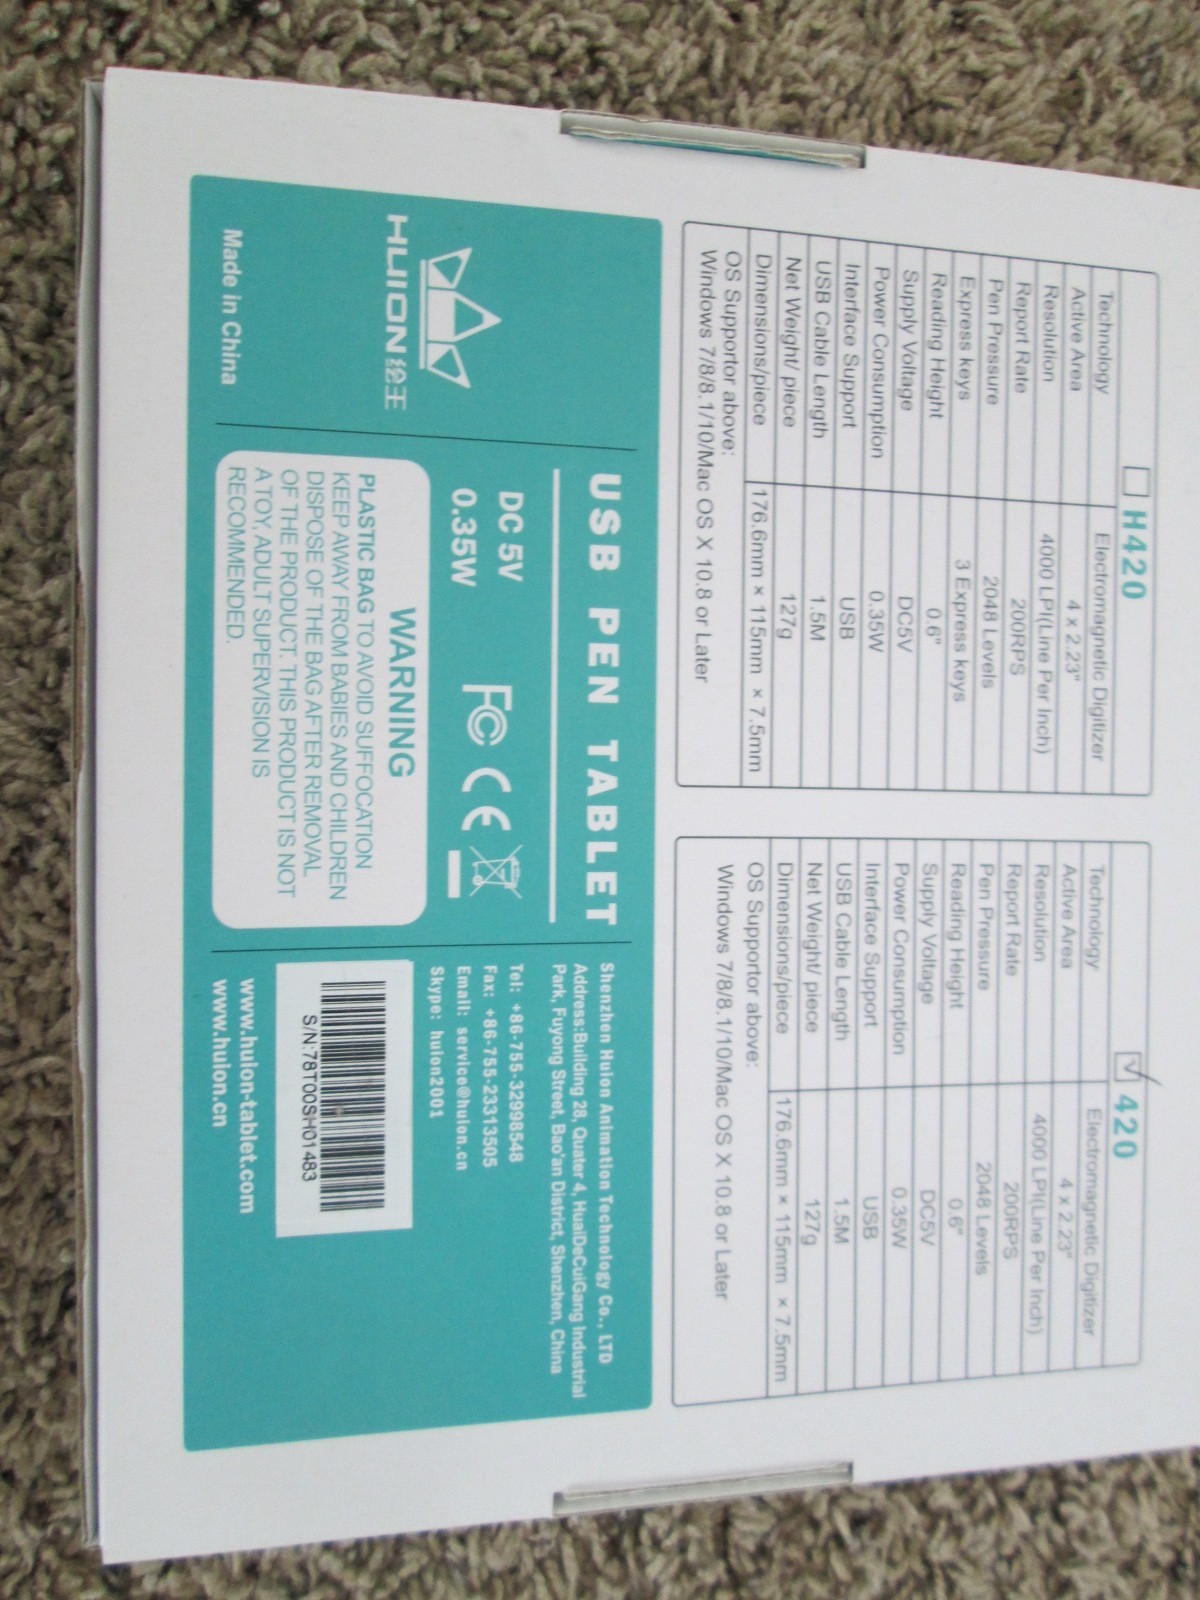 H420
Technology Electromagnetic Digitizer
Active Area 4 x 2.23"
Resolution 4000 LPI(Line Per Inch)
Report Rate 200RPS
Pen Pressure 2048 Levels
Express keys 3 Express keys
Reading Height 0.6"
Supply Voltage DC5V
Power Consumption 0.35W
Interface Support USB
USB Cable Length 1.5M
Net Weight/ piece 127g
Dimensions/piece 176.6mm × 115mm × 7.5mm
OS Supportor above:
Windows 7/8/8.1/10/Mac OS X 10.8 or Later
420
Technology Electromagnetic Digitizer
Active Area 4 x 2.23"
Resolution 4000 LPI(Line Per Inch)
Report Rate 200RPS
Pen Pressure 2048 Levels
Reading Height 0.6"
Supply Voltage DC5V
Power Consumption 0.35W
Interface Support USB
USB Cable Length 1.5M
Net Weight/ piece 127g
Dimensions/piece 176.6mm × 115mm × 7.5mm
OS Supportor above:
Windows 7/8/8.1/10/Mac OS X 10.8 or Later
HUION 绘王
Made in China
USB PEN TABLET
DC 5V
0.35W
FC CE
WARNING
PLASTIC BAG TO AVOID SUFFOCATION
KEEP AWAY FROM BABIES AND CHILDREN
DISPOSE OF THE BAG AFTER REMOVAL
OF THE PRODUCT. THIS PRODUCT IS NOT
A TOY, ADULT SUPERVISION IS
RECOMMENDED.
Shenzhen Huion Animation Technology Co., LTD
Address:Building 28, Quater 4, HuaiDeCuiGang Industrial
Park, Fuyong Street, Bao'an District, Shenzhen, China
Tel: +86-755-32998548
Fax: +86-755-23313505
Email: service@huion.cn
Skype: huion2001
S/N:78T00SH01483
www.huion-tablet.com
www.huion.cn